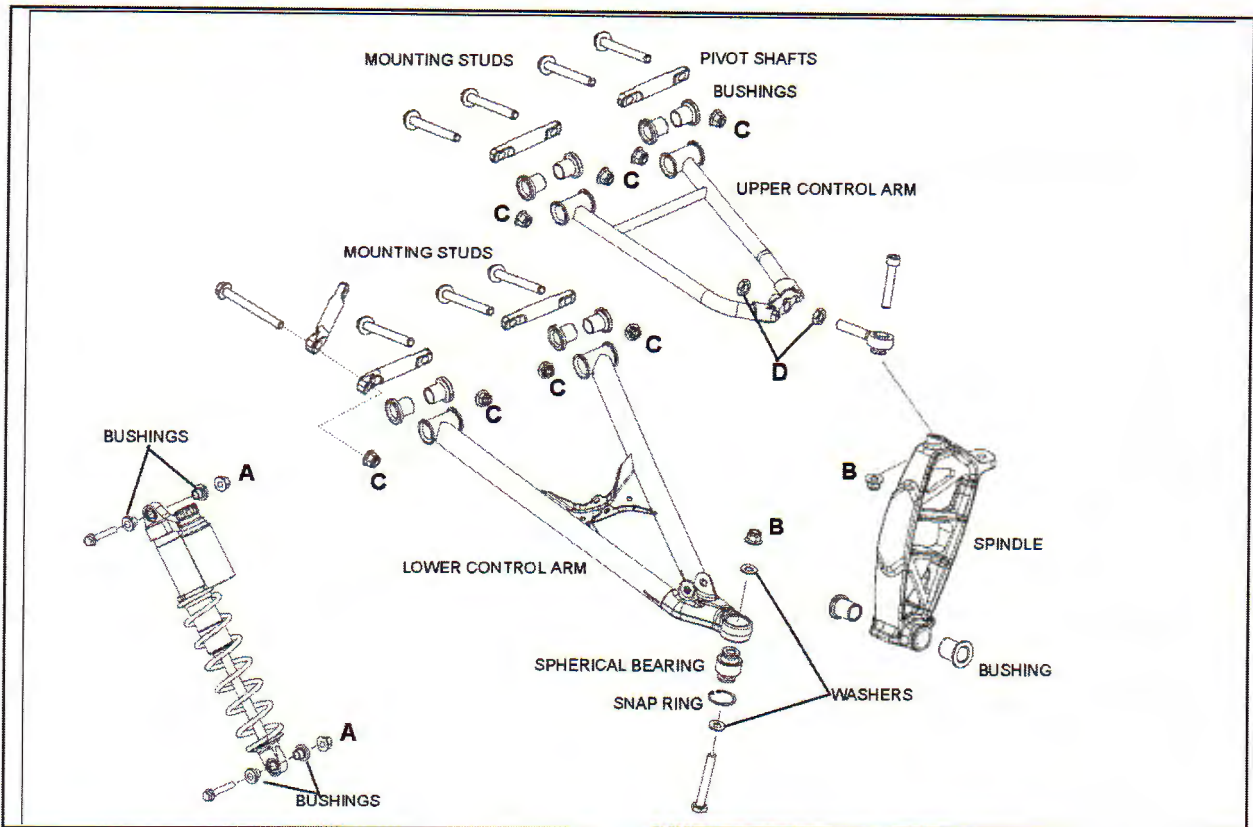 MOUNTING STUDS
PIVOT SHAFTS
BUSHINGS
C
C
C
UPPER CONTROL ARM
MOUNTING STUDS
C
C
C
C
D
BUSHINGS
A
B
SPINDLE
B
LOWER CONTROL ARM
SPHERICAL BEARING
BUSHING
SNAP RING
WASHERS
A
BUSHINGS